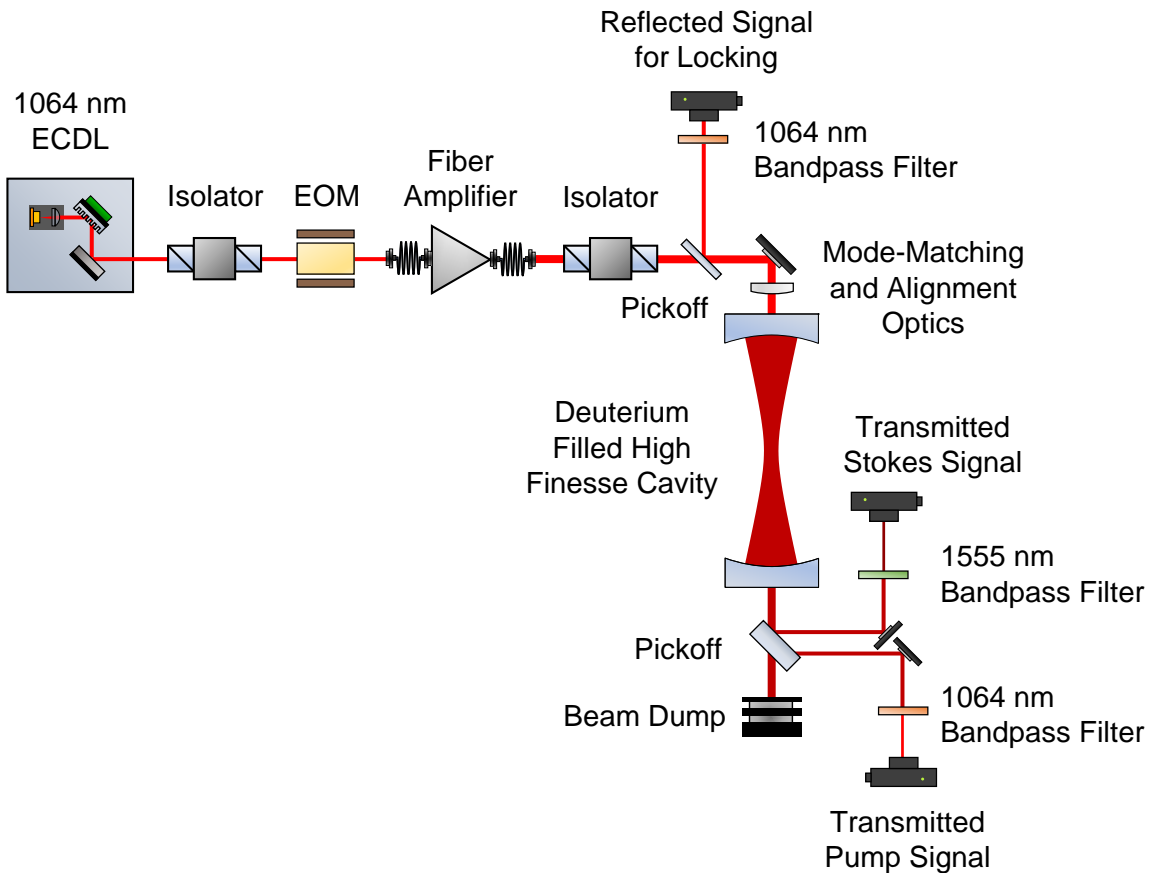 Reflected Signal
for Locking
1064 nm
ECDL
1064 nm
Bandpass Filter
Fiber
Amplifier
Isolator
EOM
Isolator
Mode-Matching
and Alignment
Optics
Pickoff
Deuterium
Filled High
Finesse Cavity
Transmitted
Stokes Signal
1555 nm
Bandpass Filter
Pickoff
1064 nm
Bandpass Filter
Beam Dump
Transmitted
Pump Signal